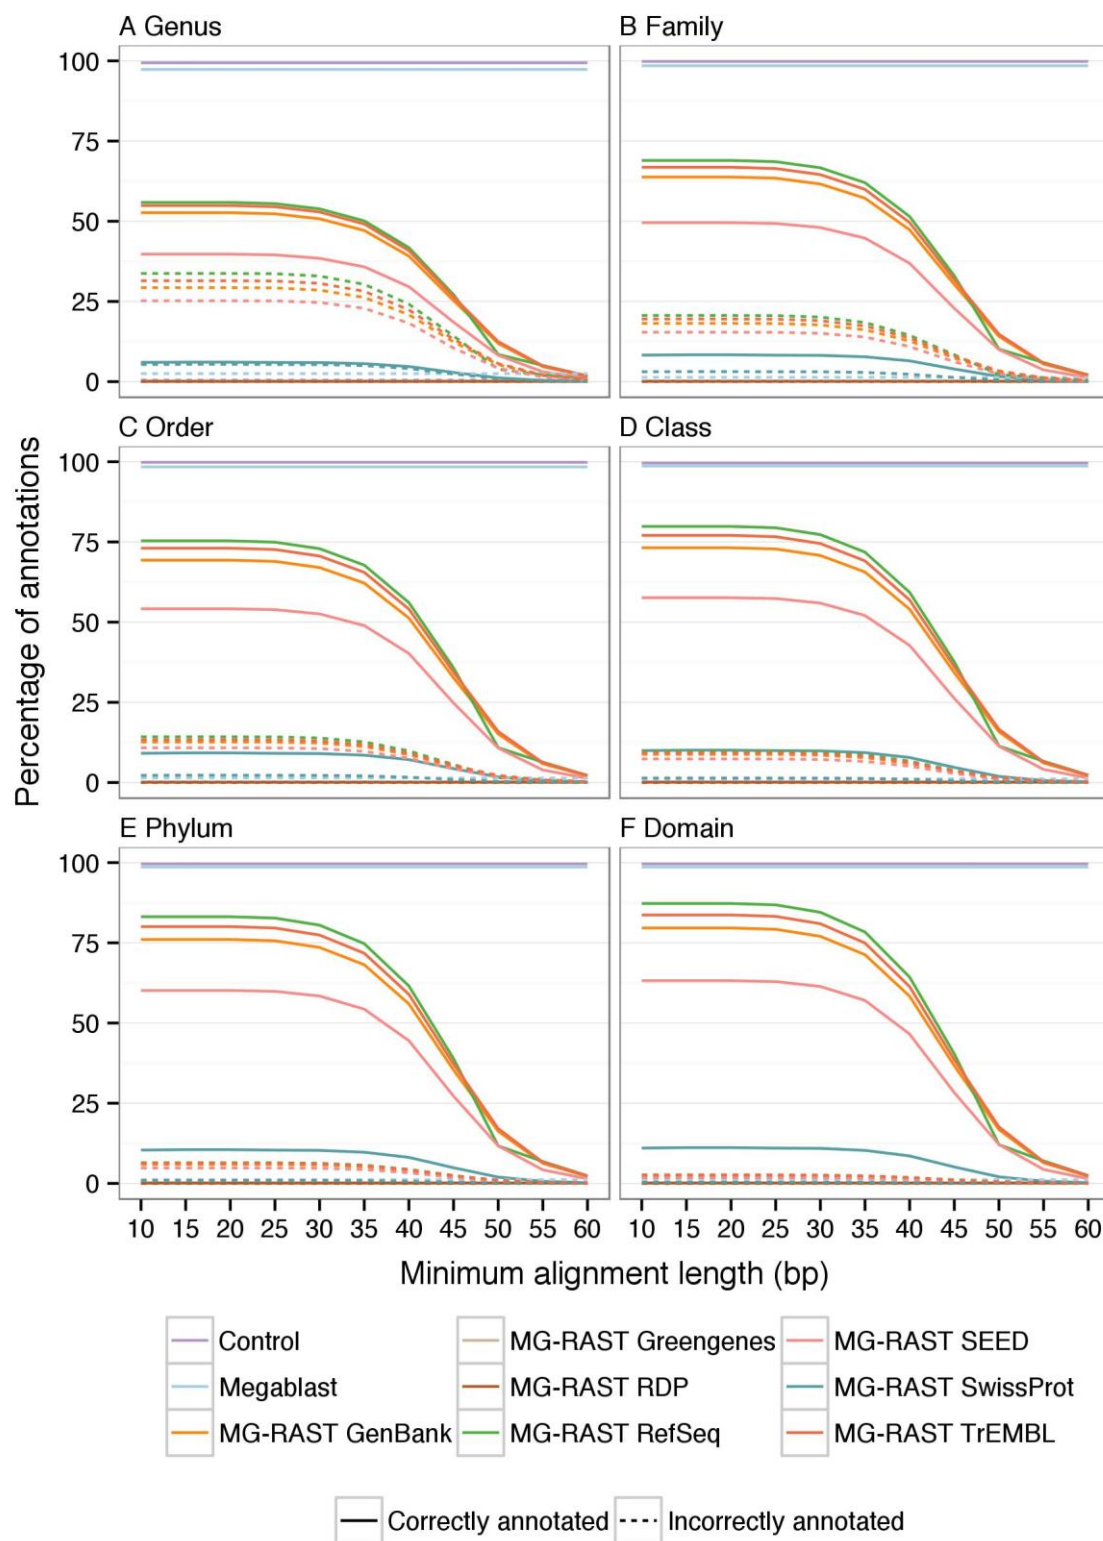 A Genus
B Family
100
75
50
25
0
C Order
D Class
100
75
50
25
0
Percentage of annotations
E Phylum
F Domain
100
75
50
25
0
10 15 20 25 30 35 40 45 50 55 60
10 15 20 25 30 35 40 45 50 55 60
Minimum alignment length (bp)
Control
MG-RAST Greengenes
MG-RAST SEED
Megablast
MG-RAST RDP
MG-RAST SwissProt
MG-RAST GenBank
MG-RAST RefSeq
MG-RAST TrEMBL
Correctly annotated
Incorrectly annotated